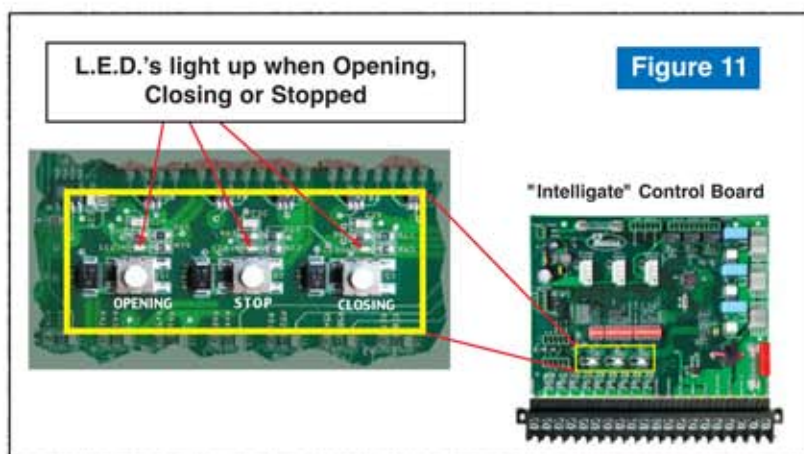 L.E.D.'s light up when Opening,
Closing or Stopped
Figure 11
"Intelligate" Control Board
OPENING
STOP
CLOSING